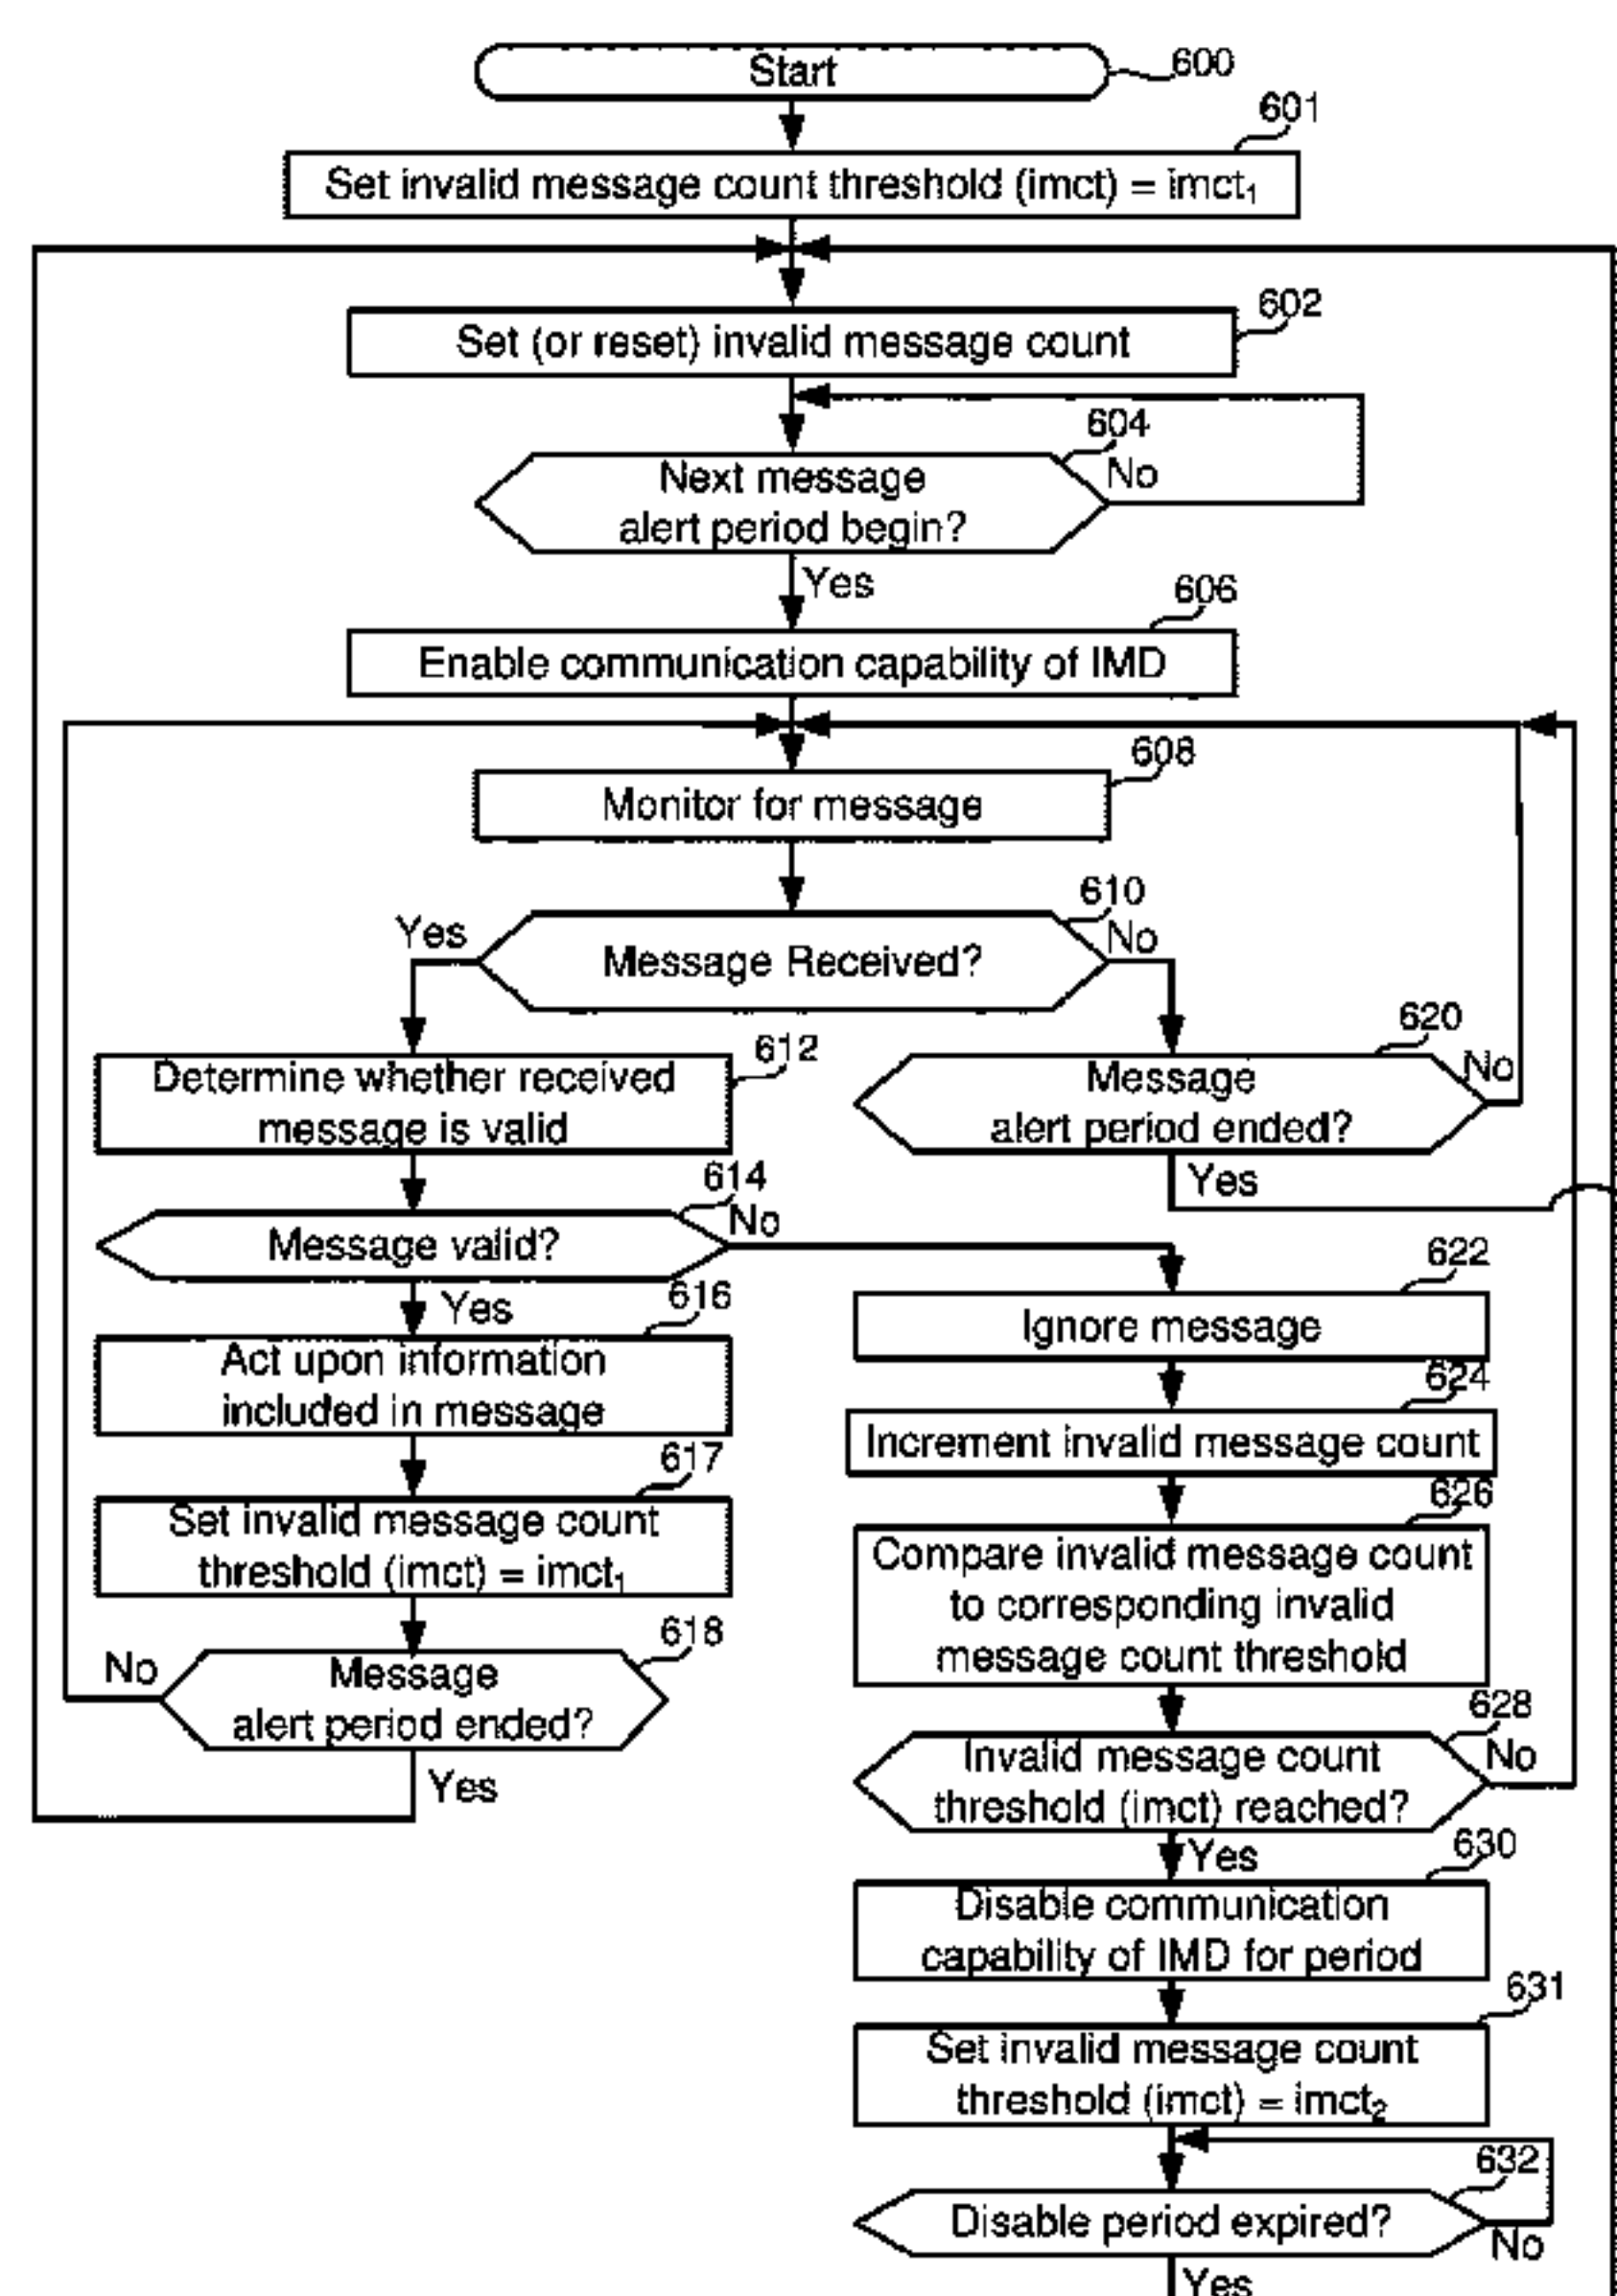 Start
600
601
Set invalid message count threshold (imct) = imct₁
602
Set (or reset) invalid message count
604
Next message
alert period begin?
No
Yes
606
Enable communication capability of IMD
608
Monitor for message
610
Yes
Message Received?
No
612
Determine whether received
message is valid
620
Message
alert period ended?
No
Yes
614
Message valid?
No
Yes
616
Act upon information
included in message
617
Set invalid message count
threshold (imct) = imct₁
618
No
Message
alert period ended?
Yes
622
Ignore message
624
Increment invalid message count
626
Compare invalid message count
to corresponding invalid
message count threshold
628
Invalid message count
threshold (imct) reached?
No
Yes
630
Disable communication
capability of IMD for period
631
Set invalid message count
threshold (imct) = imct₂
632
Disable period expired?
No
Yes